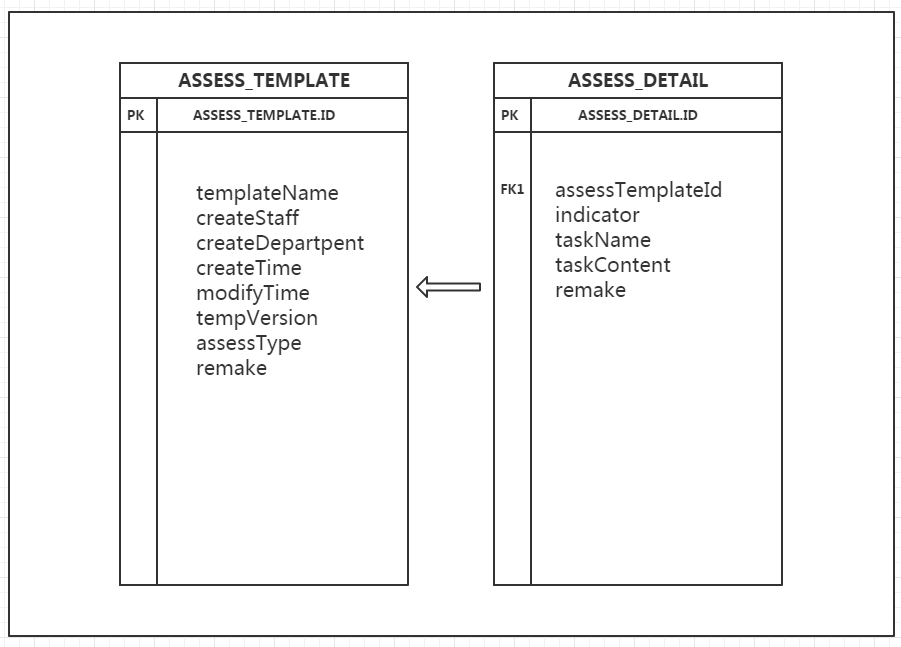 ASSESS_TEMPLATE
PK ASSESS_TEMPLATE.ID
templateName
createStaff
createDepartpent
createTime
modifyTime
tempVersion
assessType
remake
ASSESS_DETAIL
PK ASSESS_DETAIL.ID
FK1 assessTemplateId
indicator
taskName
taskContent
remake